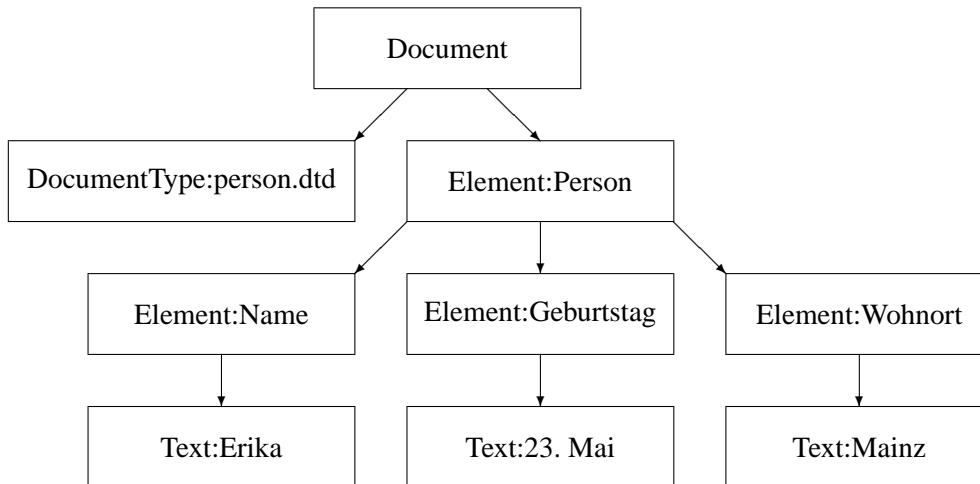 Document
DocumentType:person.dtd
Element:Person
Element:Name
Element:Geburtstag
Element:Wohnort
Text:Erika
Text:23. Mai
Text:Mainz